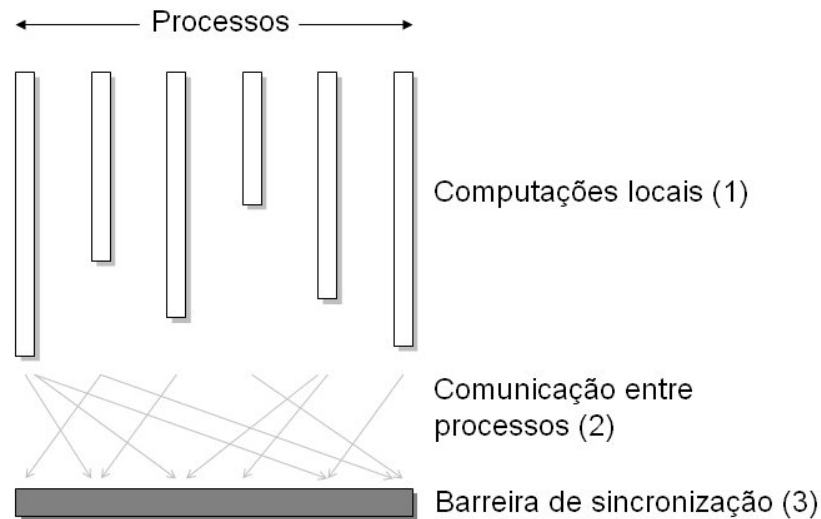 Processos
Computações locais (1)
Comunicação entre
processos (2)
Barreira de sincronização (3)